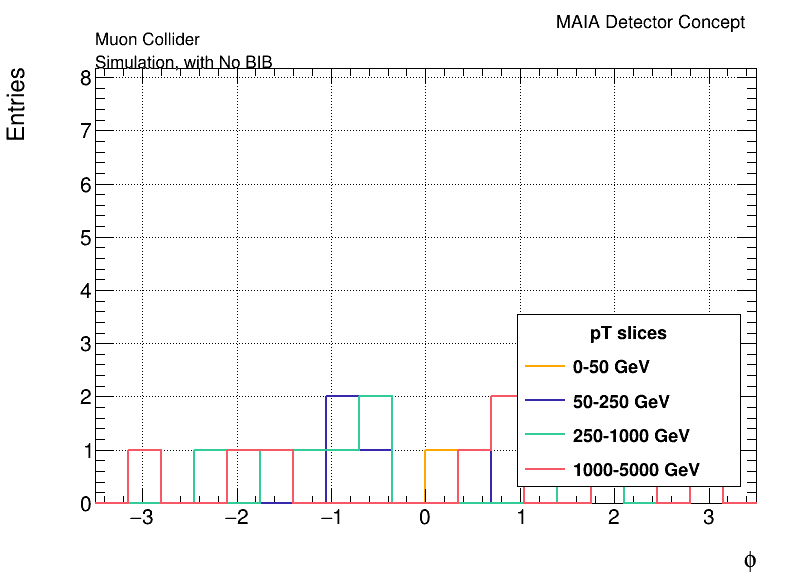 MAIA Detector Concept
Muon Collider
Simulation, with No BIB
Entries
8
7
6
5
4
3
2
1
0
pT slices
0-50 GeV
50-250 GeV
250-1000 GeV
1000-5000 GeV
−3 −2 −1 0 1 2 3
ϕ